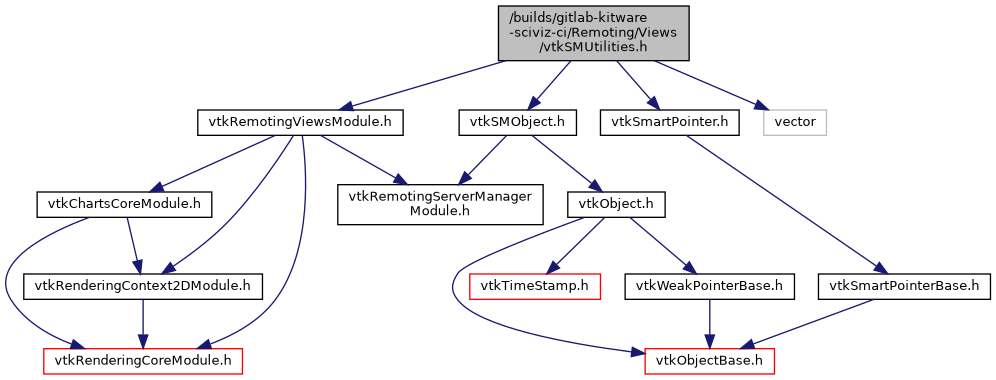 /builds/gitlab-kitware
-sciviz-ci/Remoting/Views
/vtkSMUtilities.h
vtkRemotingViewsModule.h
vtkSMObject.h
vtkSmartPointer.h
vector
vtkChartsCoreModule.h
vtkRemotingServerManager
Module.h
vtkObject.h
vtkRenderingContext2DModule.h
vtkTimeStamp.h
vtkWeakPointerBase.h
vtkSmartPointerBase.h
vtkRenderingCoreModule.h
vtkObjectBase.h